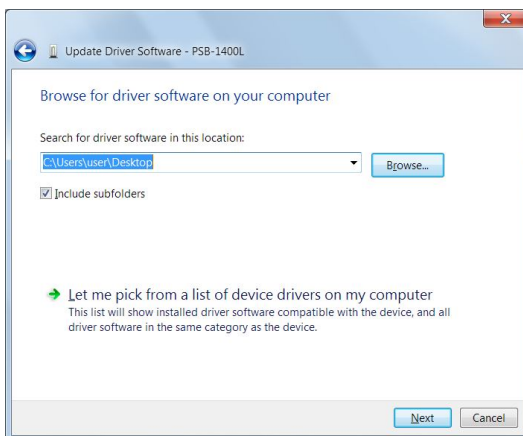 Update Driver Software - PSB-1400L
Browse for driver software on your computer
Search for driver software in this location:
C:\Users\user\Desktop
Browse...
Include subfolders
Let me pick from a list of device drivers on my computer
This list will show installed driver software compatible with the device, and all
driver software in the same category as the device.
Next
Cancel